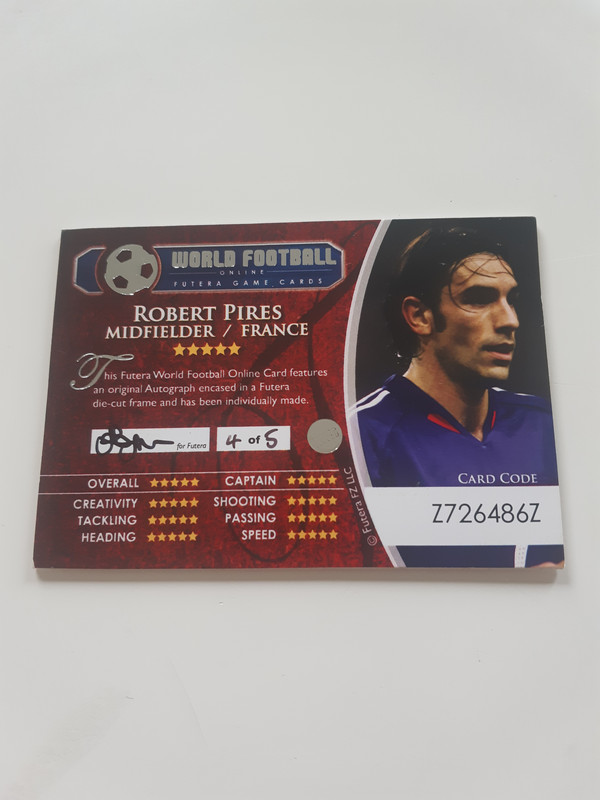 WORLD FOOTBALL
ONLINE
FUTERA GAME CARDS
ROBERT PIRES
MIDFIELDER / FRANCE
This Futera World Football Online Card features
an original Autograph encased in a Futera
die-cut frame and has been individually made.
for Futera
4 of 5
OVERALL CAPTAIN
CREATIVITY SHOOTING
TACKLING PASSING
HEADING SPEED
© Futera FZ LLC
CARD CODE
Z726486Z